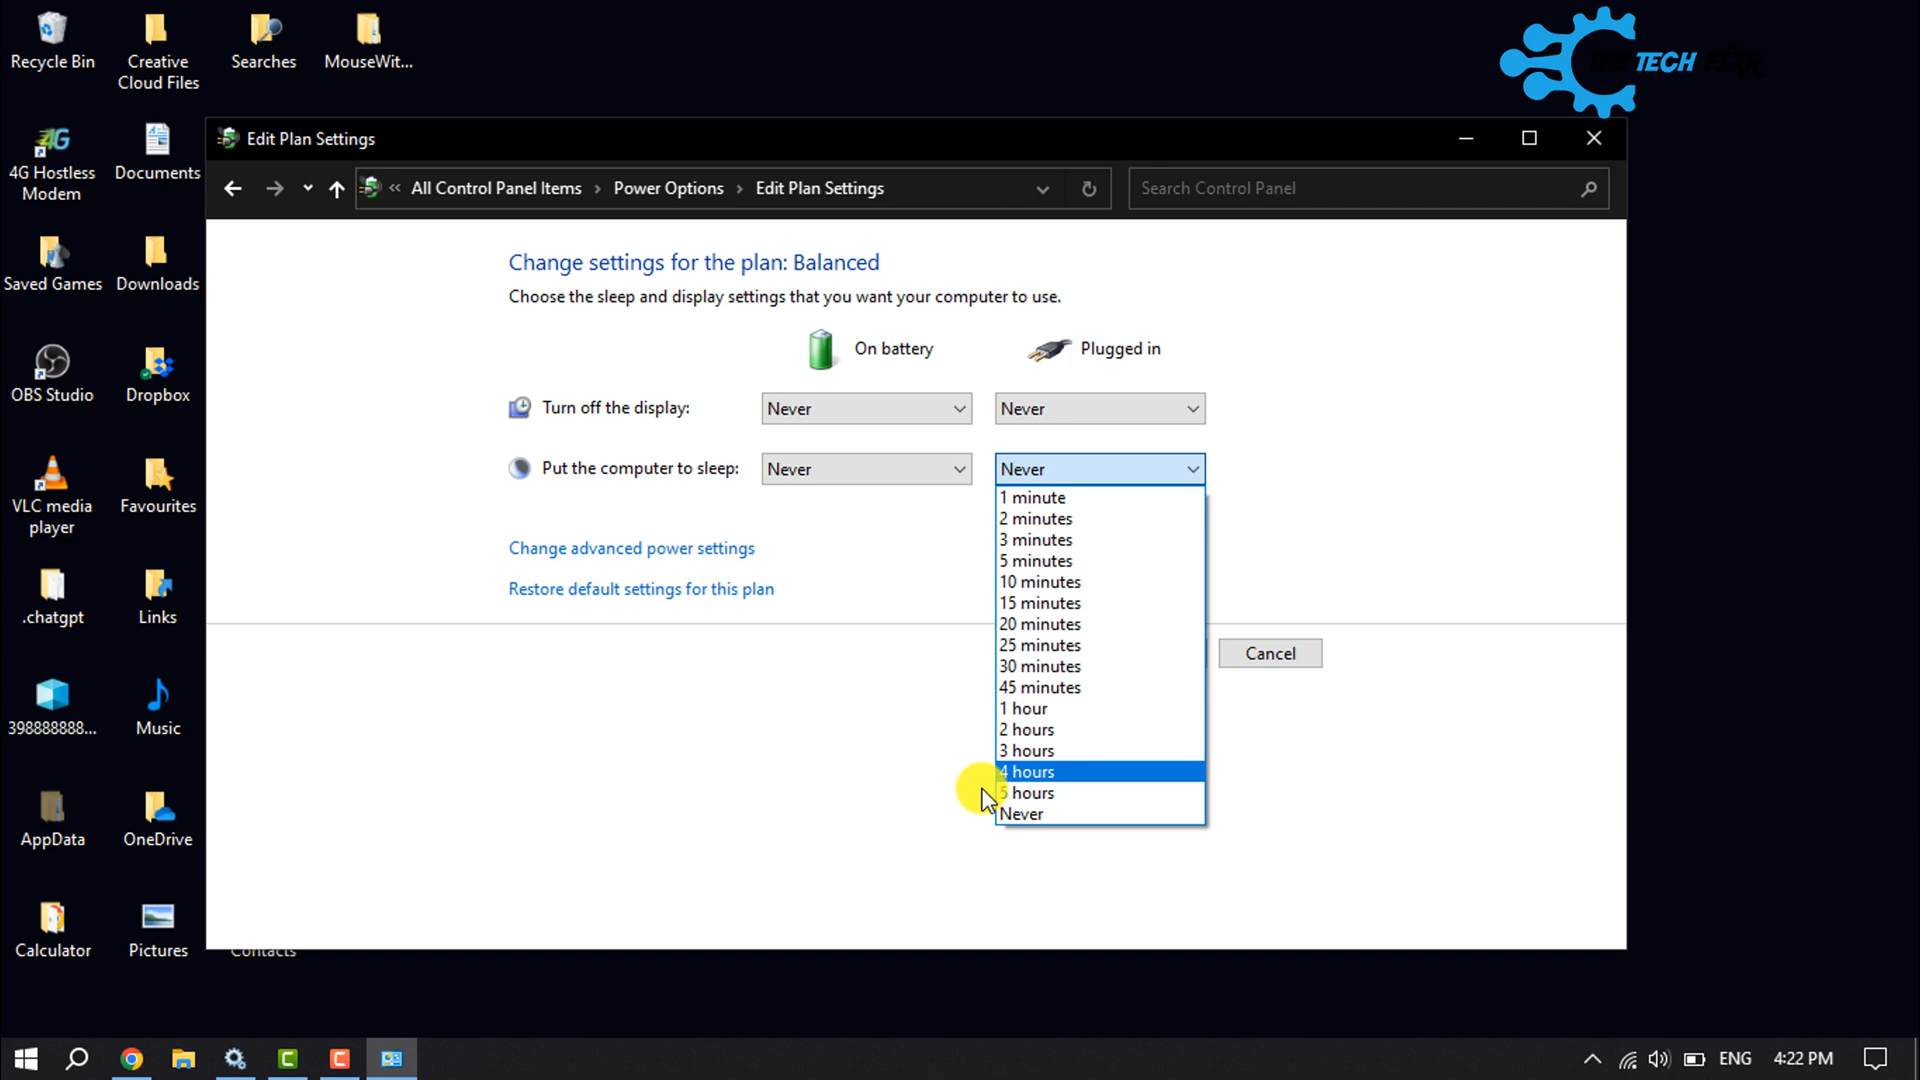 Recycle Bin
Creative
Cloud Files
Searches
MouseWit...
TECH
4G Hostless
Modem
Documents
Saved Games
Downloads
OBS Studio
Dropbox
VLC media
player
Favourites
.chatgpt
Links
398888888...
Music
AppData
OneDrive
Calculator
Pictures
Contacts
Edit Plan Settings
« All Control Panel Items › Power Options › Edit Plan Settings
Search Control Panel
Change settings for the plan: Balanced
Choose the sleep and display settings that you want your computer to use.
On battery
Plugged in
Turn off the display:
Never
Never
Put the computer to sleep:
Never
Never
1 minute
2 minutes
3 minutes
5 minutes
10 minutes
15 minutes
20 minutes
25 minutes
30 minutes
45 minutes
1 hour
2 hours
3 hours
4 hours
5 hours
Never
Change advanced power settings
Restore default settings for this plan
Cancel
ENG
4:22 PM